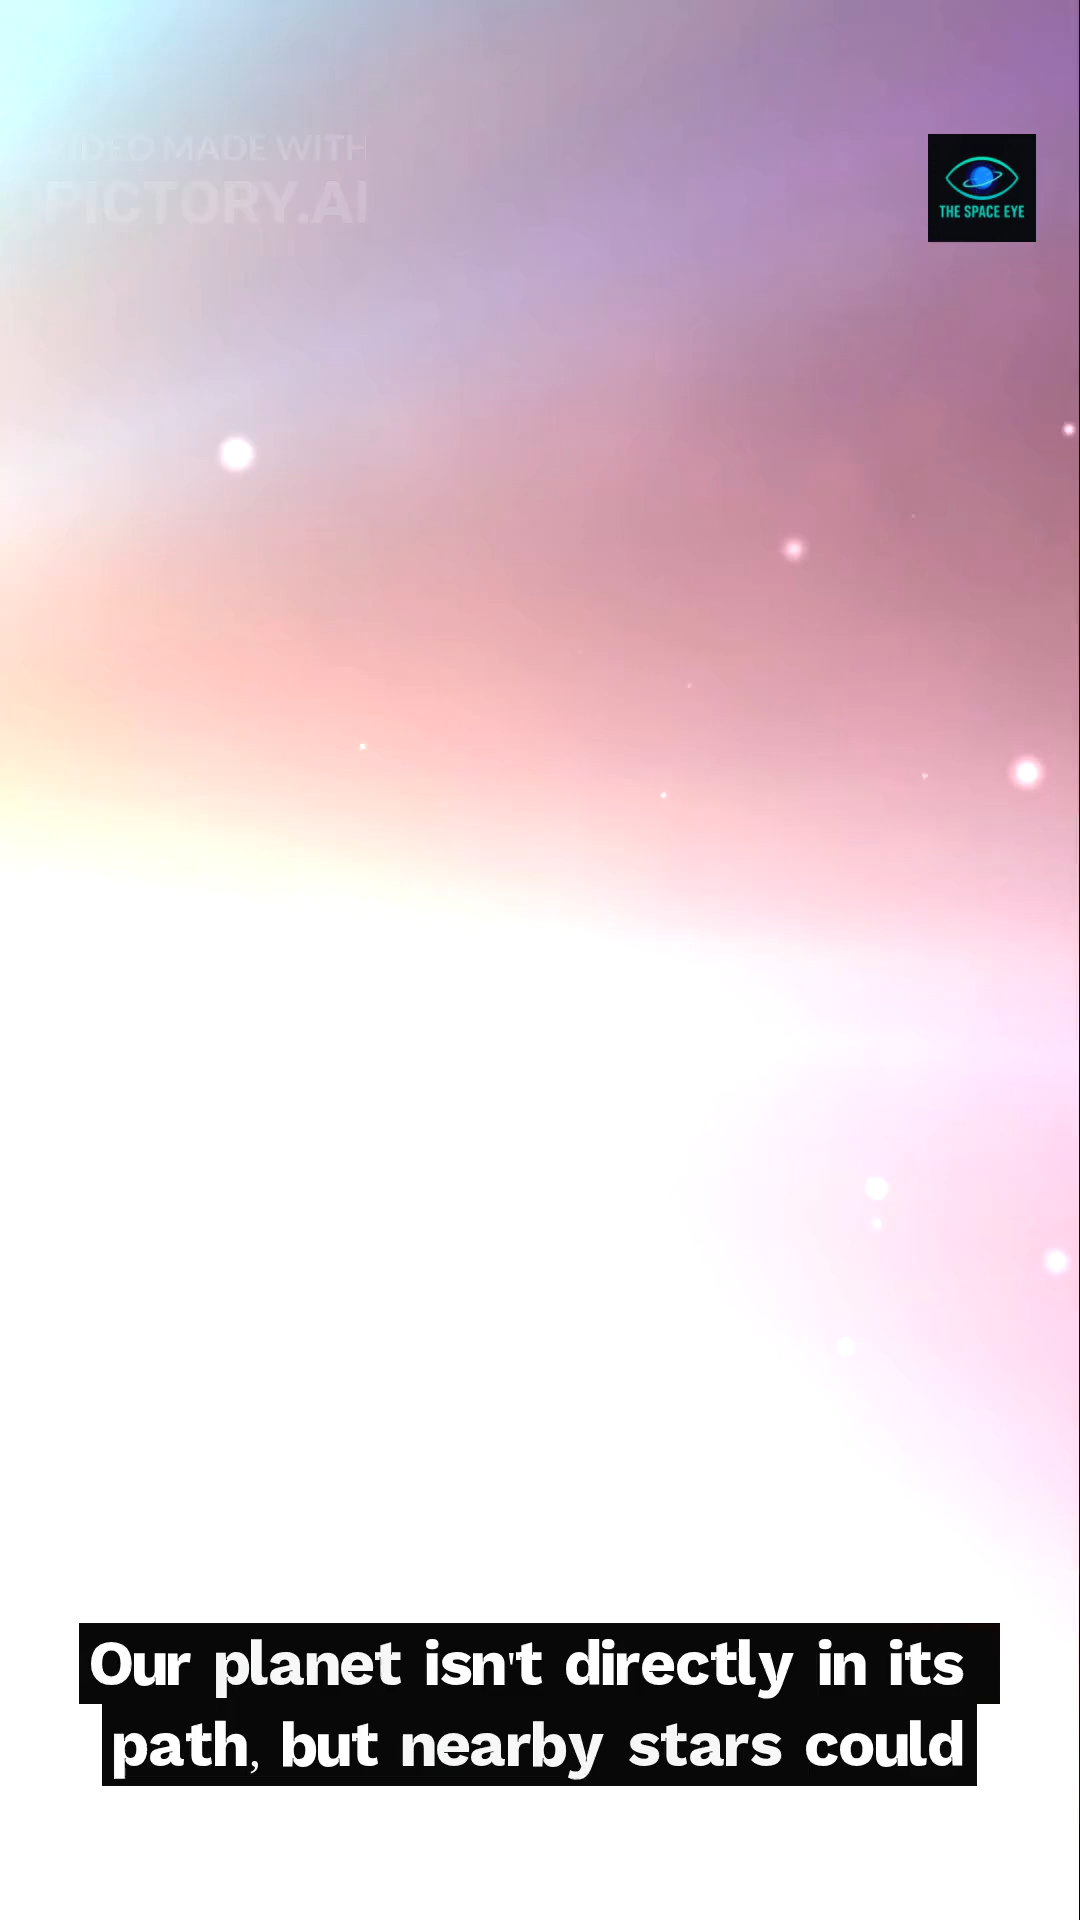 VIDEO MADE WITH
PICTORY.AI
THE SPACE EYE
Our planet isn't directly in its
path, but nearby stars could